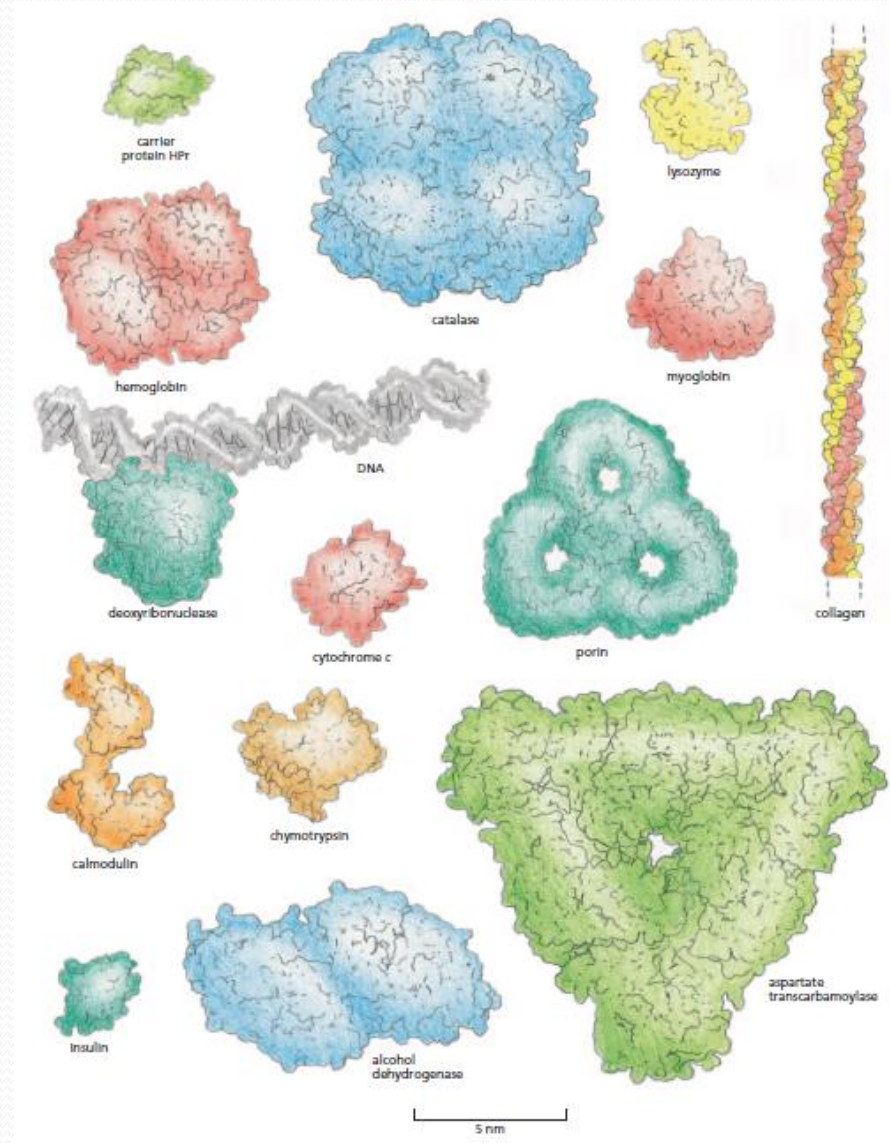 carrier
protein HPr
catalase
lysozyme
hemoglobin
myoglobin
DNA
deoxyribonuclease
cytochrome c
porin
collagen
calmodulin
chymotrypsin
insulin
alcohol
dehydrogenase
aspartate
transcarbamoylase
5 nm